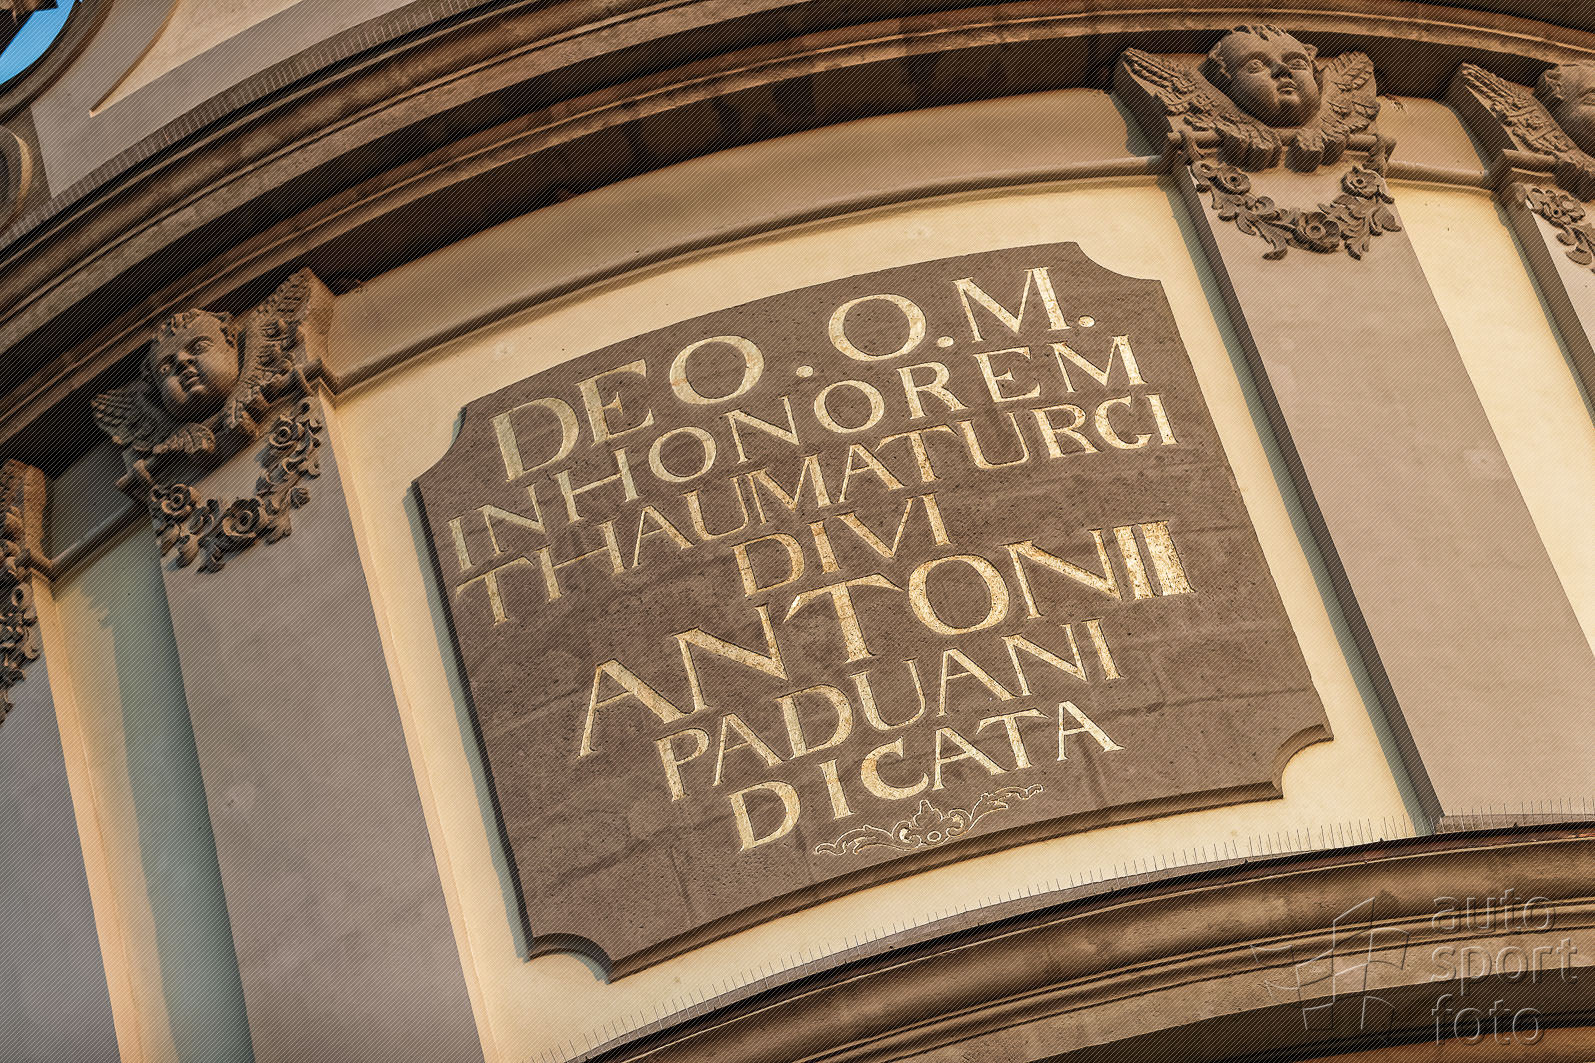 DEO. O. M.
IN HONOREM
THAUMATURGI
DIVI
ANTONII
PADUANI
DICATA
auto
sport
foto